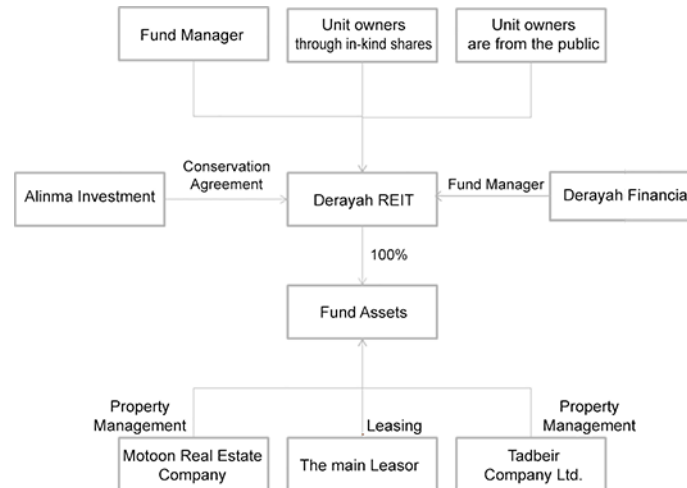 Fund Manager
Unit owners
through in-kind shares
Unit owners
are from the public
Conservation
Agreement
Alinma Investment
Derayah REIT
Fund Manager
Derayah Financial
100%
Fund Assets
Property
Management
Leasing
Property
Management
Motoon Real Estate
Company
The main Leasor
Tadbeir
Company Ltd.